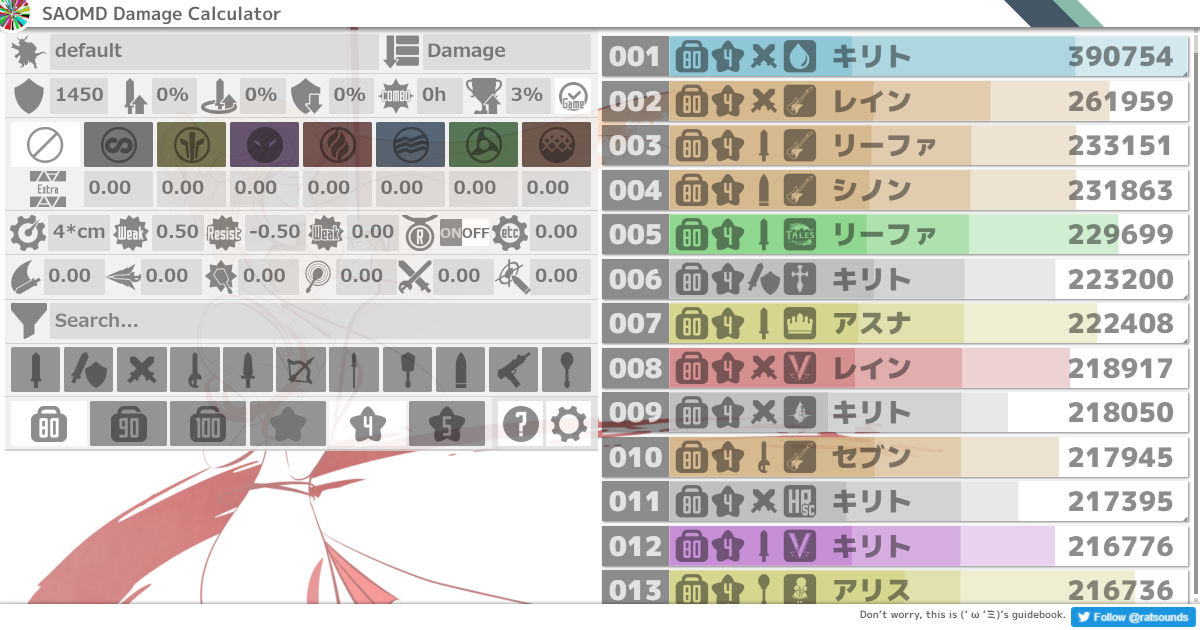 SAOMD Damage Calculator
default
Damage
1450
0%
0%
0%
COMBO
0h
3%
Game
Extra
0.00
0.00
0.00
0.00
0.00
0.00
0.00
4*cm
Weak
0.50
Resist
-0.50
Weak
0.00
R
ON OFF
etc
0.00
0.00
0.00
0.00
0.00
0.00
0.00
Search...
80
90
100
4
5
?
001 80 4 キリト 390754
002 80 4 レイン 261959
003 80 4 リーファ 233151
004 80 4 シノン 231863
005 80 4 TALES リーファ 229699
006 80 4 キリト 223200
007 80 4 アスナ 222408
008 80 4 レイン 218917
009 80 4 キリト 218050
010 80 4 セブン 217945
011 80 4 HP SC キリト 217395
012 80 4 キリト 216776
013 80 4 アリス 216736
Don't worry, this is (' ω 'ミ)'s guidebook.
Follow @ratsounds